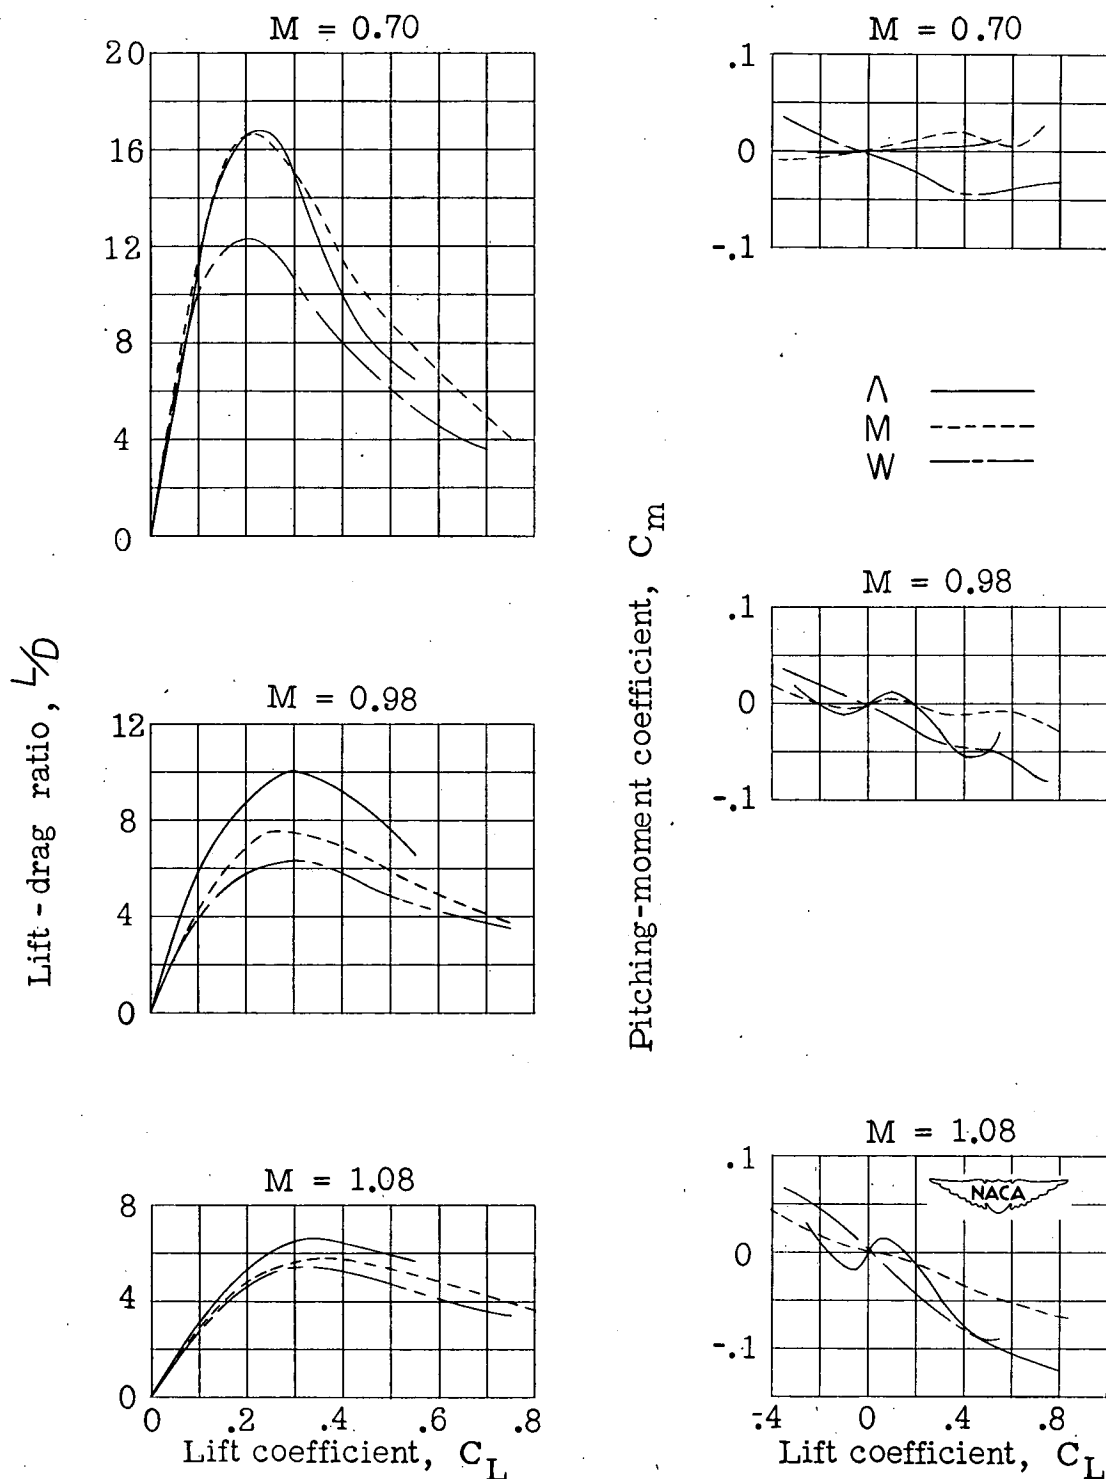 M = 0.70
20
16
12
8
4
0
M = 0.98
12
8
4
0
M = 1.08
8
4
0
0 .2 .4 .6 .8
Lift coefficient, C_L
Lift-drag ratio, L/D
M = 0.70
.1
0
-.1
Λ
M
W
M = 0.98
.1
0
-.1
M = 1.08
.1
NACA
0
-.1
-.4 0 .4 .8
Lift coefficient, C_L
Pitching-moment coefficient, C_m